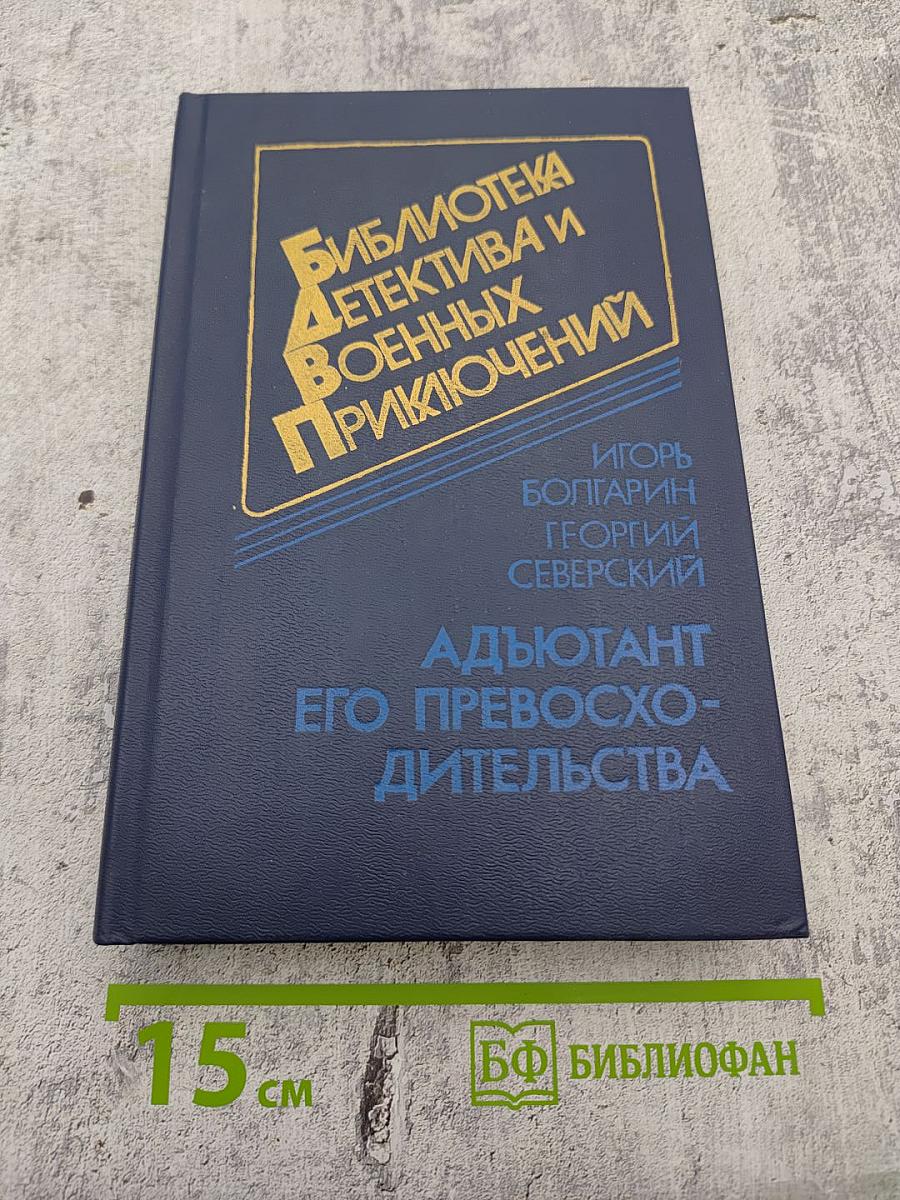 Библиотека
Детектива и
Военных
Приключений
ИГОРЬ
БОЛГАРИН
ГЕОРГИЙ
СЕВЕРСКИЙ
АДЪЮТАНТ
ЕГО ПРЕВОСХО-
ДИТЕЛЬСТВА
15 см
БФ БИБЛИОФАН